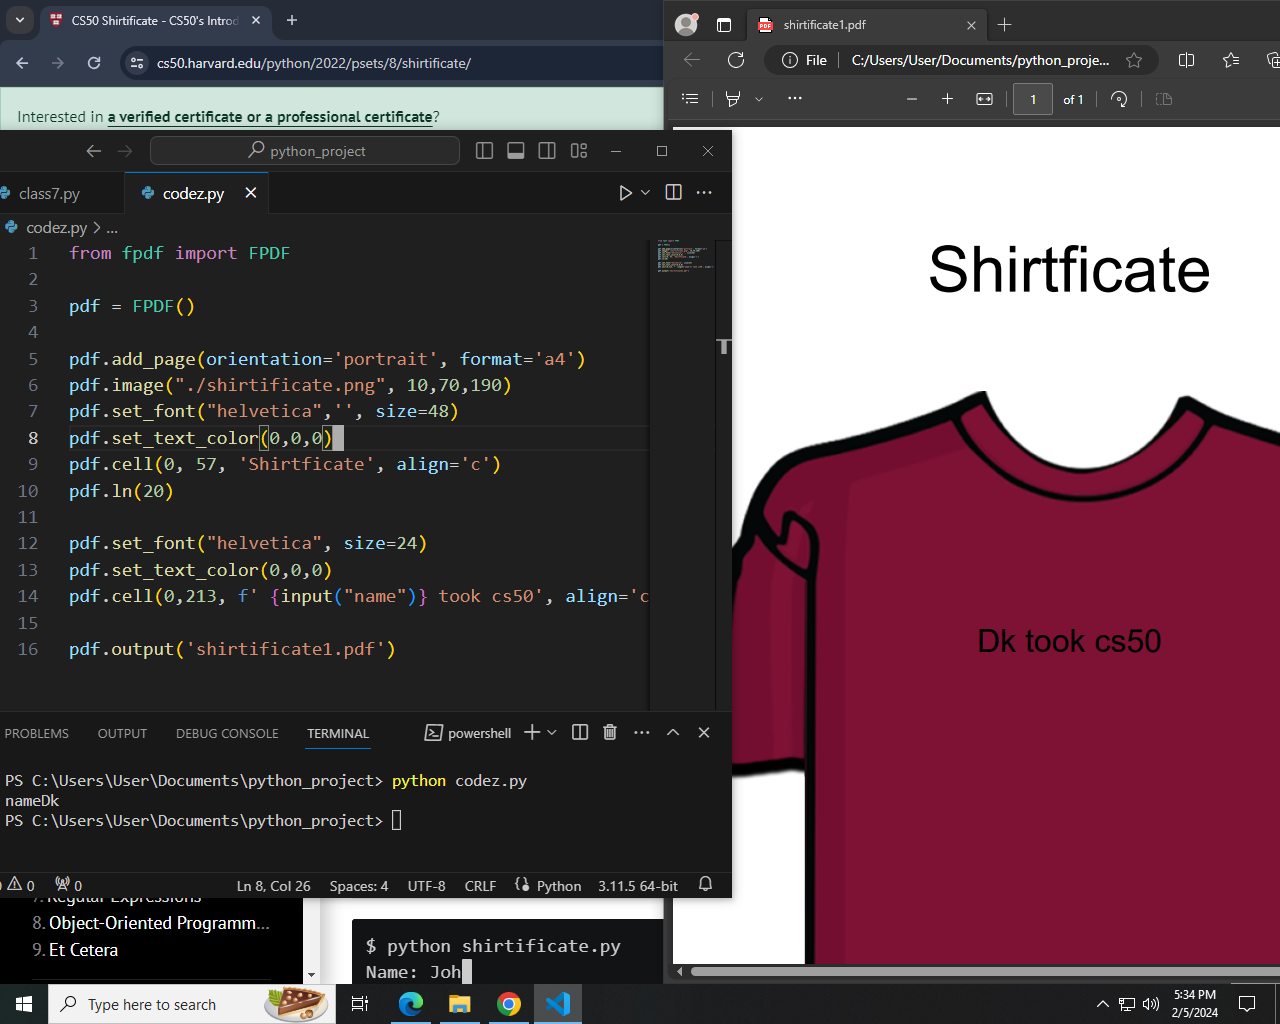 CS50 Shirtificate - CS50's Introd
cs50.harvard.edu/python/2022/psets/8/shirtificate/
Interested in a verified certificate or a professional certificate?
shirtificate1.pdf
File
C:/Users/User/Documents/python_proje...
1 of 1
python_project
class7.py
codez.py
codez.py > ...
1 from fpdf import FPDF
2
3 pdf = FPDF()
4
5 pdf.add_page(orientation='portrait', format='a4')
6 pdf.image("./shirtificate.png", 10,70,190)
7 pdf.set_font("helvetica",'', size=48)
8 pdf.set_text_color(0,0,0)
9 pdf.cell(0, 57, 'Shirtficate', align='c')
10 pdf.ln(20)
11
12 pdf.set_font("helvetica", size=24)
13 pdf.set_text_color(0,0,0)
14 pdf.cell(0,213, f' {input("name")} took cs50', align='c
15
16 pdf.output('shirtificate1.pdf')
PROBLEMS OUTPUT DEBUG CONSOLE TERMINAL
powershell
PS C:\Users\User\Documents\python_project> python codez.py
nameDk
PS C:\Users\User\Documents\python_project>
0 0 Ln 8, Col 26 Spaces: 4 UTF-8 CRLF Python 3.11.5 64-bit
Shirtficate
Dk took cs50
7. Regular Expressions
8. Object-Oriented Programm...
9. Et Cetera
$ python shirtificate.py
Name: Joh
Type here to search
5:34 PM
2/5/2024